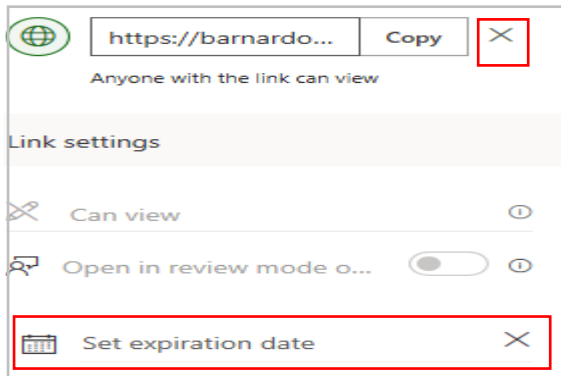 https://barnardo... Copy
Anyone with the link can view
Link settings
Can view
Open in review mode o...
Set expiration date